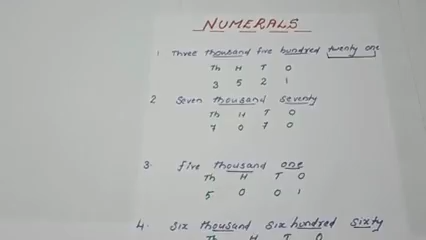 NUMERALS
1. Three thousand five hundred twenty one
Th H T O
3 5 2 1
2 Seven thousand seventy
Th H T O
7 0 7 0
3. Five thousand one
Th H T O
5 0 0 1
4. Six thousand six hundred sixty
Th H T O